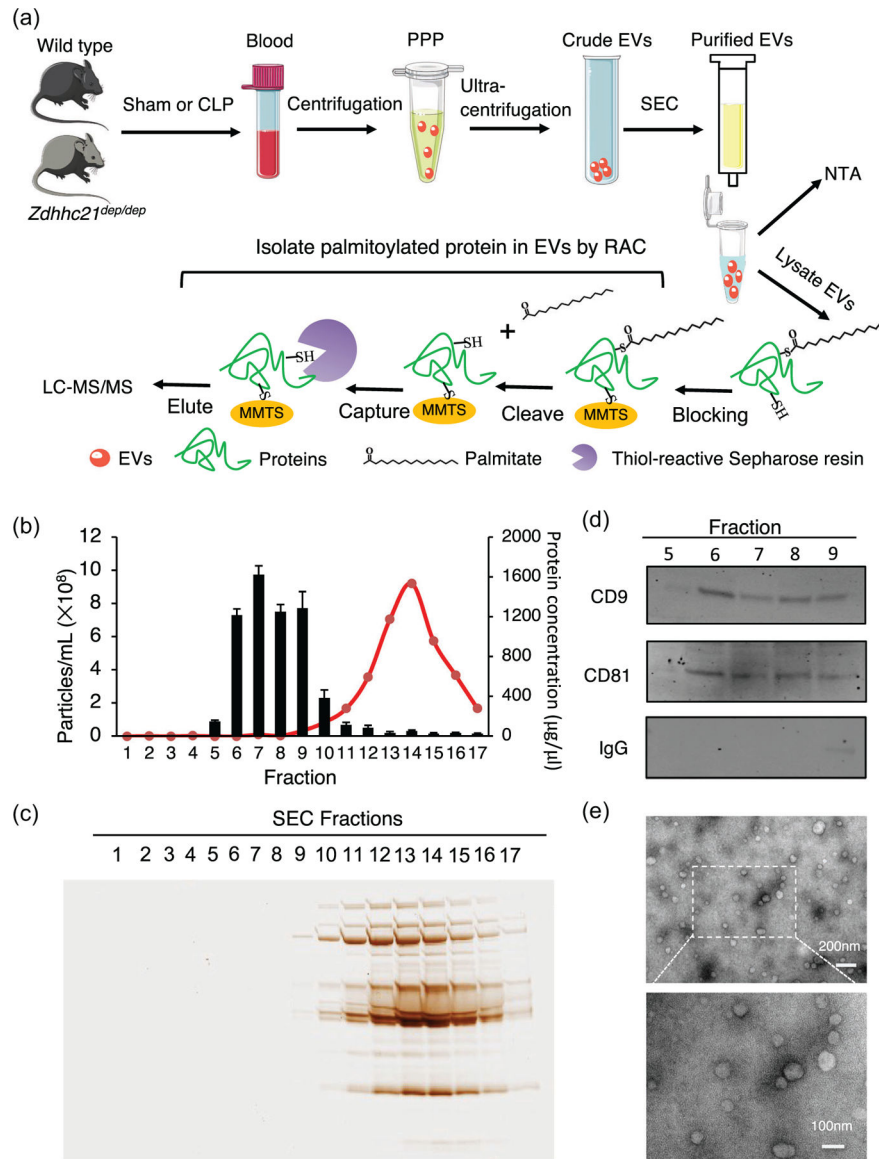 (a)
Wild type
Blood
PPP
Crude EVs
Purified EVs
Sham or CLP
Centrifugation
Ultra-
centrifugation
SEC
Zdhhc21dep/dep
NTA
Isolate palmitoylated protein in EVs by RAC
Lysate EVs
O
+
SH
SH
O
S
O
S
S
S
S
SH
LC-MS/MS
Elute
MMTS
Capture
MMTS
Cleave
MMTS
Blocking
EVs
Proteins
O
Palmitate
Thiol-reactive Sepharose resin
(b)
Particles/mL (×10⁸)
12
10
8
6
4
2
0
Protein concentration (µg/µl)
2000
1600
1200
800
400
0
1 2 3 4 5 6 7 8 9 10 11 12 13 14 15 16 17
Fraction
(c)
SEC Fractions
1 2 3 4 5 6 7 8 9 10 11 12 13 14 15 16 17
(d)
Fraction
5 6 7 8 9
CD9
CD81
IgG
(e)
200nm
100nm